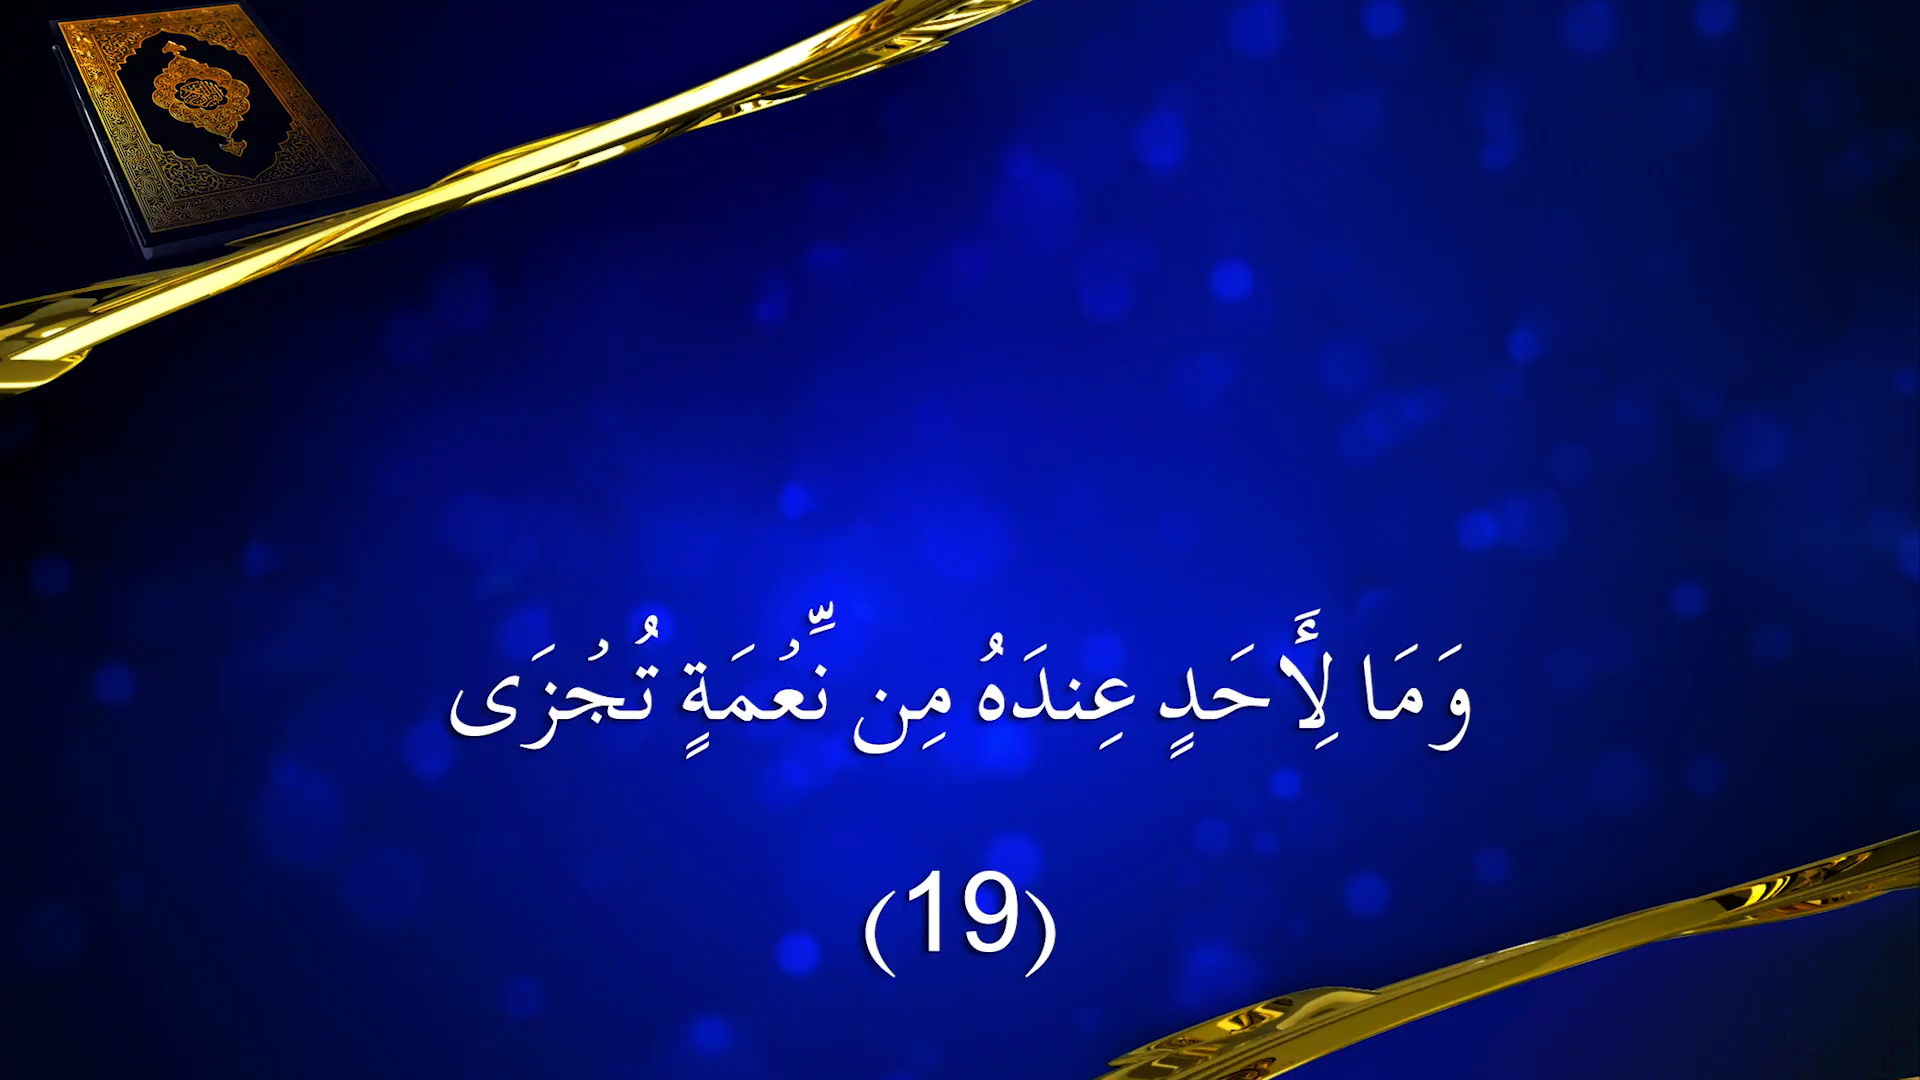 وَمَا لِأَحَدٍ عِندَهُ مِن نِّعْمَةٍ تُجْزَى
(19)